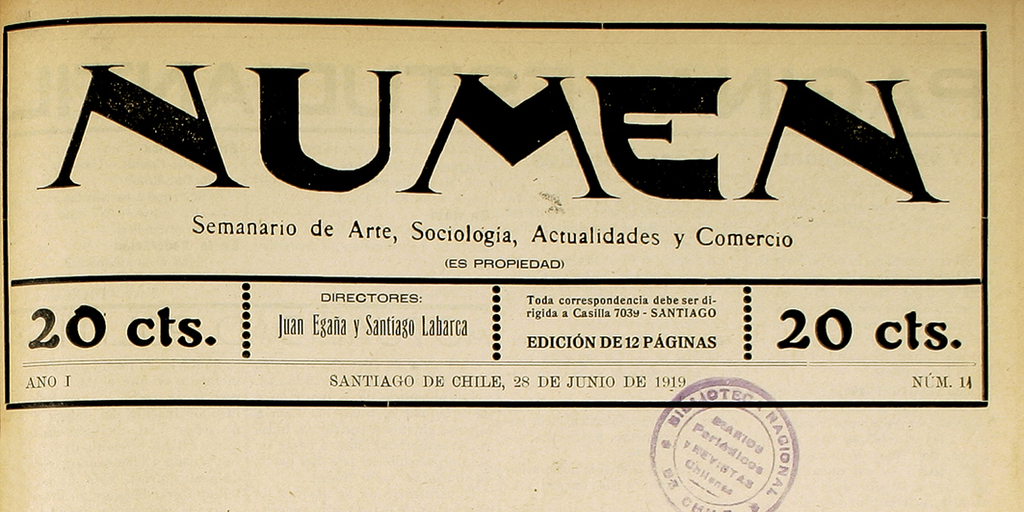 NUMEN
Semanario de Arte, Sociología, Actualidades y Comercio
(ES PROPIEDAD)
20 cts.
DIRECTORES:
Juan Egaña y Santiago Labarca
Toda correspondencia debe ser di-
rigida a Casilla 7039 - SANTIAGO
EDICIÓN DE 12 PÁGINAS
20 cts.
AÑO I
SANTIAGO DE CHILE, 28 DE JUNIO DE 1919
NÚM. 11
BIBLIOTECA NACIONAL
DIARIOS
Periódicos
y REVISTAS
Chilenas
DE CHILE